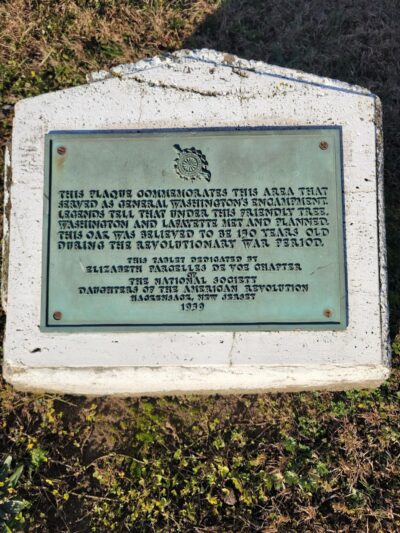 THIS PLAQUE COMMEMORATES THIS AREA THAT
SERVED AS GENERAL WASHINGTON'S ENCAMPMENT.
LEGENDS TELL THAT UNDER THIS FRIENDLY TREE,
WASHINGTON AND LAFAYETTE MET AND PLANNED.
THIS OAK WAS BELIEVED TO BE 150 YEARS OLD
DURING THE REVOLUTIONARY WAR PERIOD.
THIS TABLET DEDICATED BY
ELIZABETH PARCELLES DE VOE CHAPTER
OF
THE NATIONAL SOCIETY
DAUGHTERS OF THE AMERICAN REVOLUTION
HACKENSACK, NEW JERSEY
1959